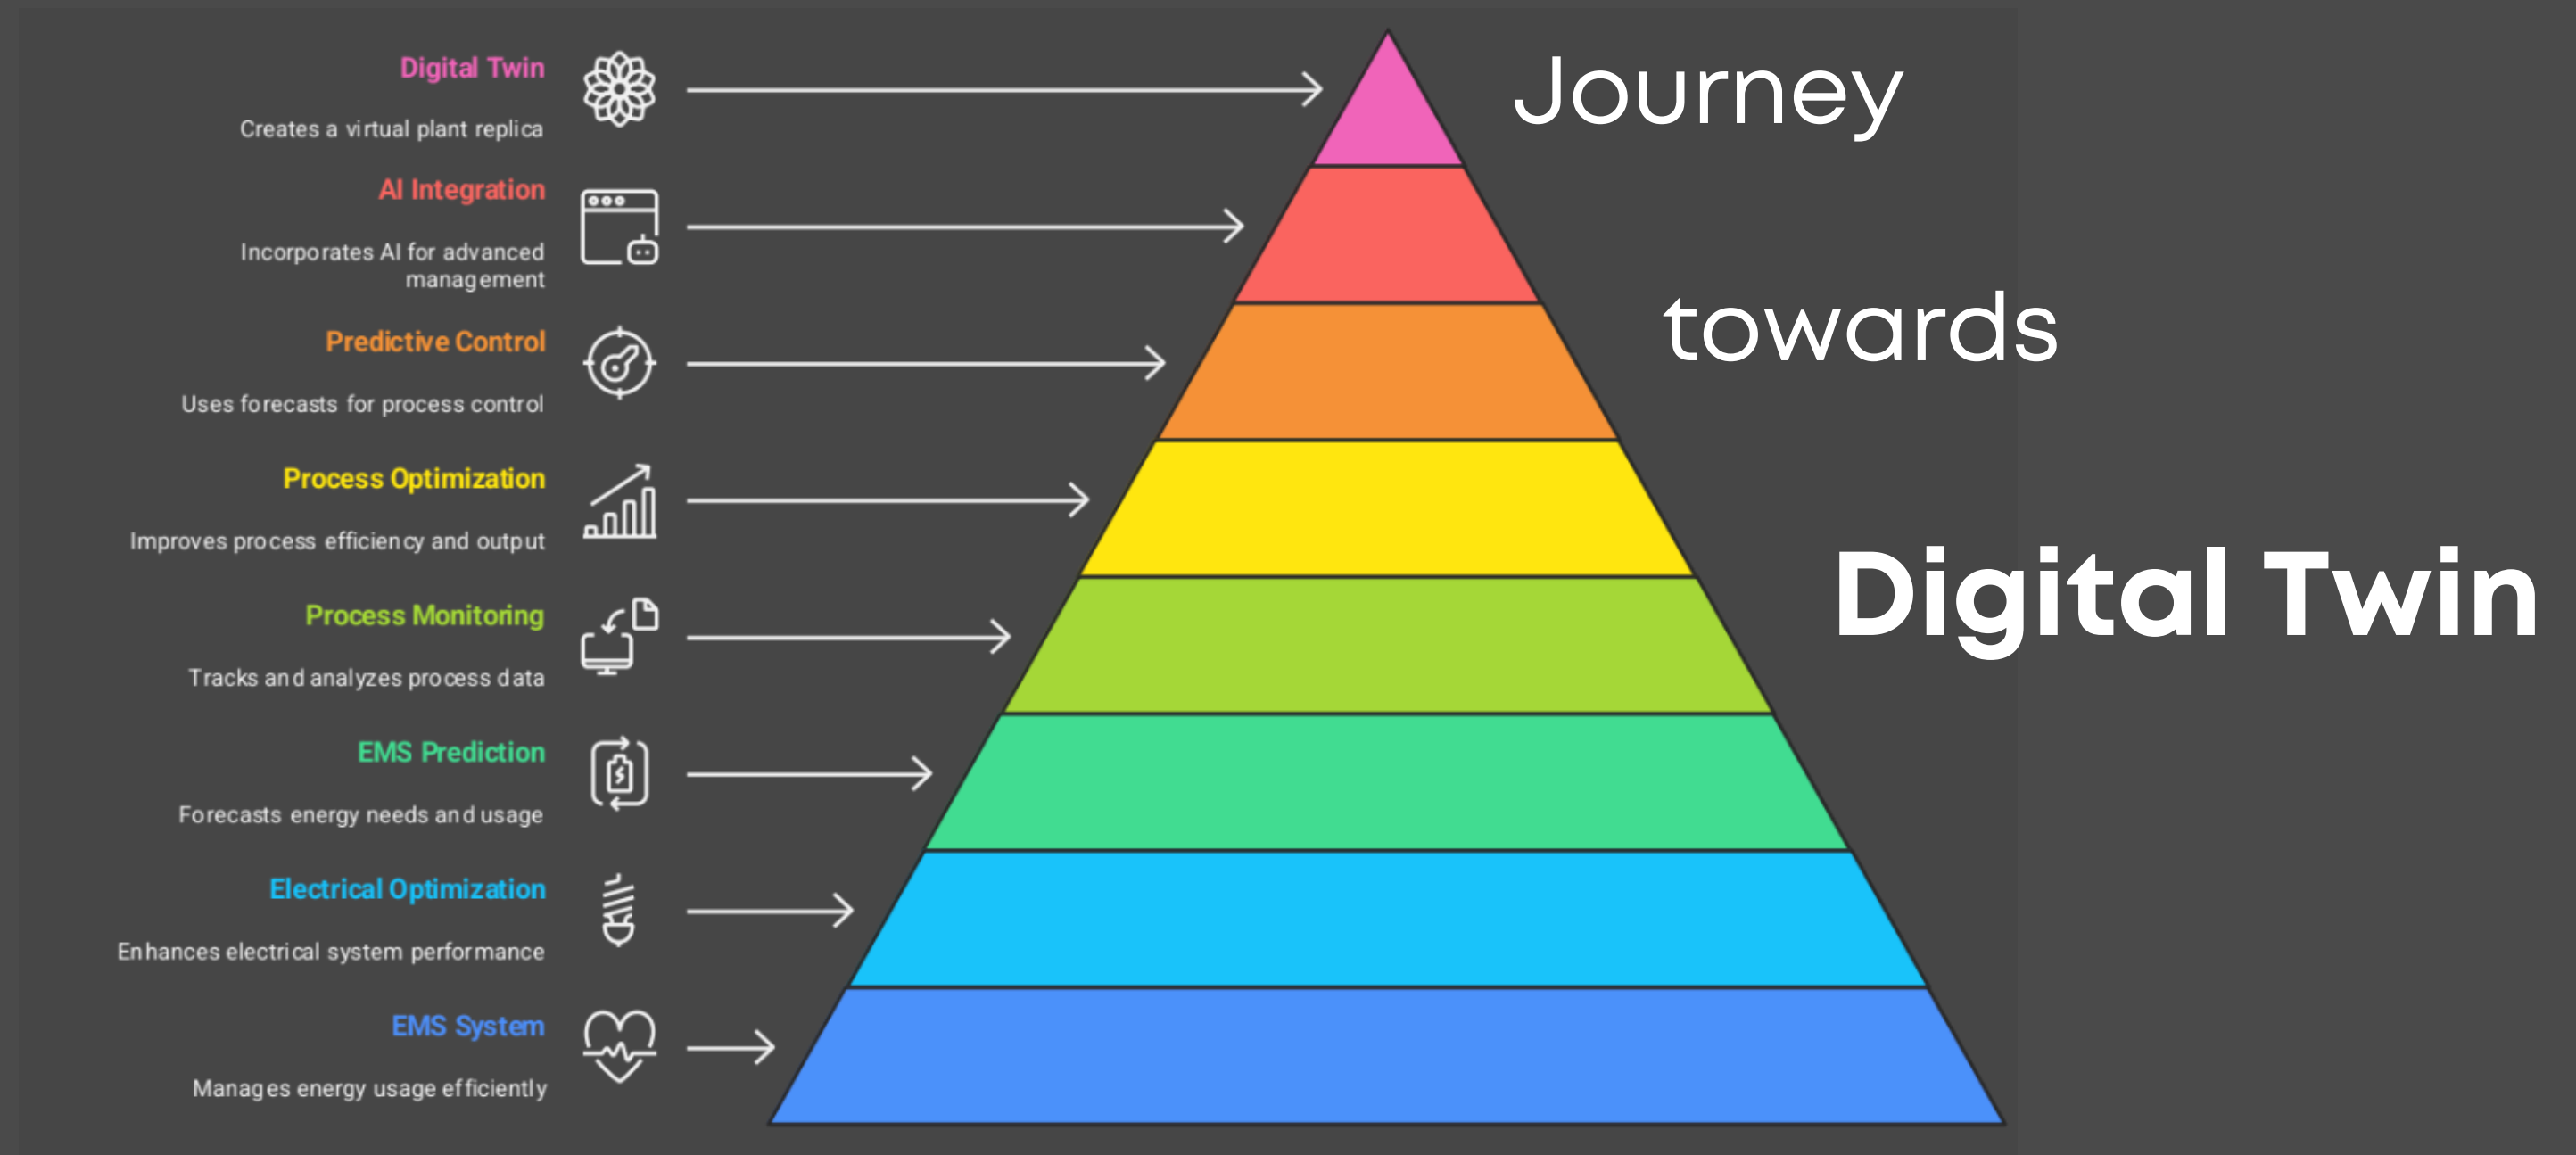 Digital Twin
Creates a virtual plant replica
AI Integration
Incorporates AI for advanced
management
Predictive Control
Uses forecasts for process control
Process Optimization
Improves process efficiency and output
Process Monitoring
Tracks and analyzes process data
EMS Prediction
Forecasts energy needs and usage
Electrical Optimization
Enhances electrical system performance
EMS System
Manages energy usage efficiently
Journey
towards
Digital Twin